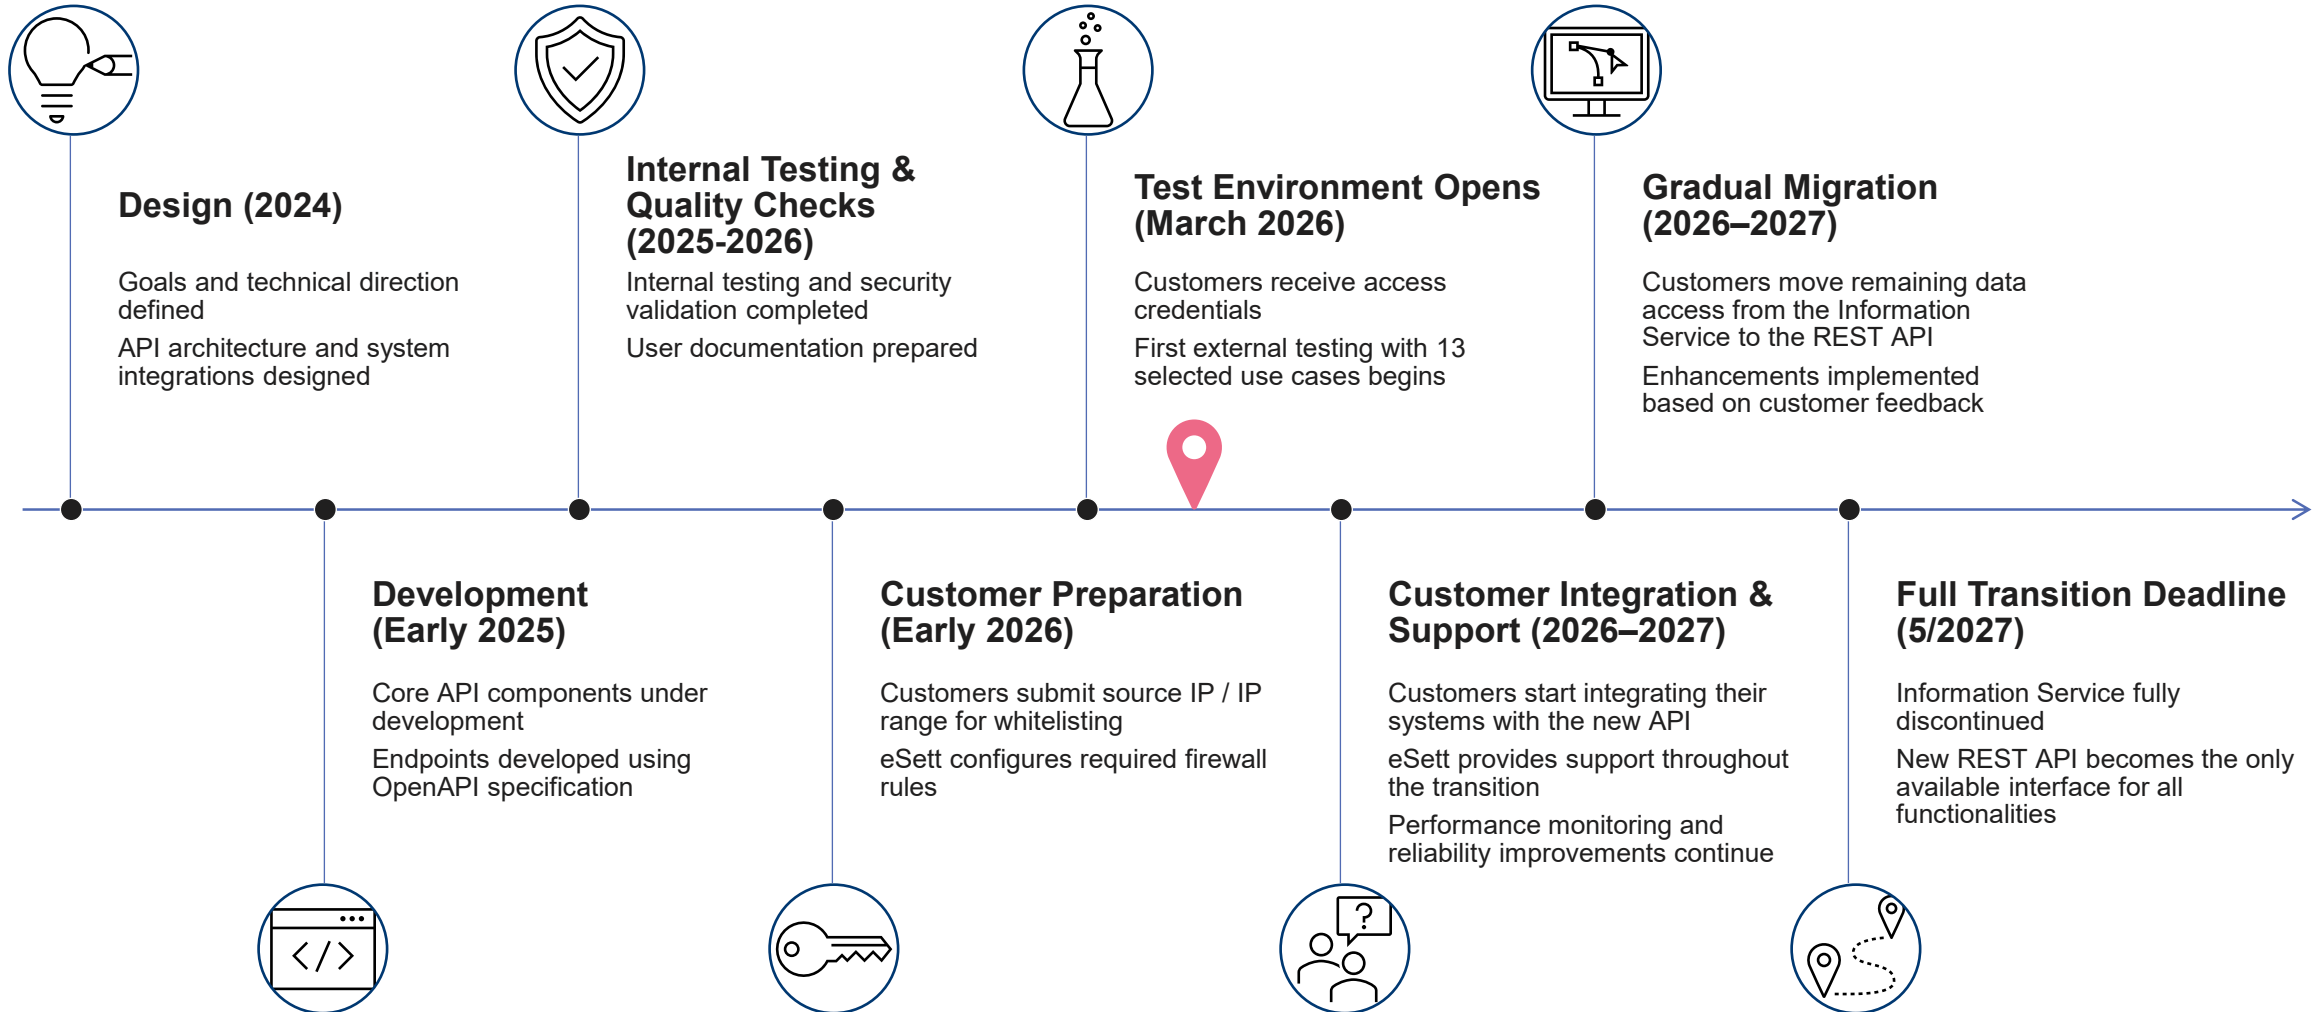 Design (2024)
Goals and technical direction
defined
API architecture and system
integrations designed
Development
(Early 2025)
Core API components under
development
Endpoints developed using
OpenAPI specification
Internal Testing &
Quality Checks
(2025-2026)
Internal testing and security
validation completed
User documentation prepared
Customer Preparation
(Early 2026)
Customers submit source IP / IP
range for whitelisting
eSett configures required firewall
rules
Test Environment Opens
(March 2026)
Customers receive access
credentials
First external testing with 13
selected use cases begins
Customer Integration &
Support (2026–2027)
Customers start integrating their
systems with the new API
eSett provides support throughout
the transition
Performance monitoring and
reliability improvements continue
?
Gradual Migration
(2026–2027)
Customers move remaining data
access from the Information
Service to the REST API
Enhancements implemented
based on customer feedback
Full Transition Deadline
(5/2027)
Information Service fully
discontinued
New REST API becomes the only
available interface for all
functionalities